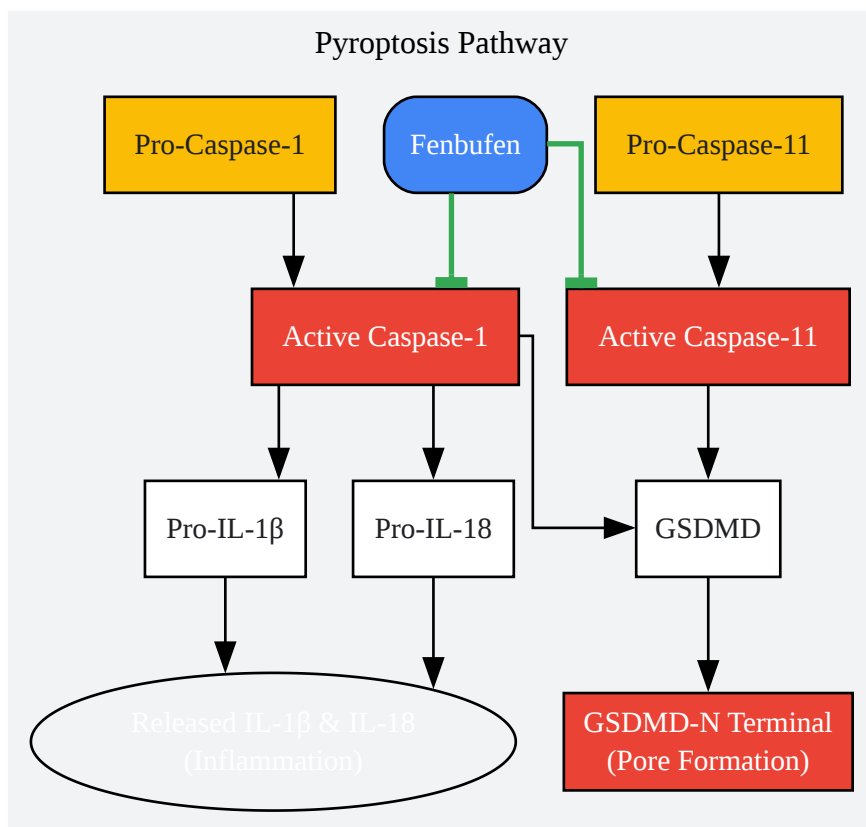 Pyroptosis Pathway
Pro-Caspase-1
Fenbufen
Pro-Caspase-11
Active Caspase-1
Active Caspase-11
Pro-IL-1β
Pro-IL-18
GSDMD
Released IL-1β & IL-18
(Inflammation)
GSDMD-N Terminal
(Pore Formation)